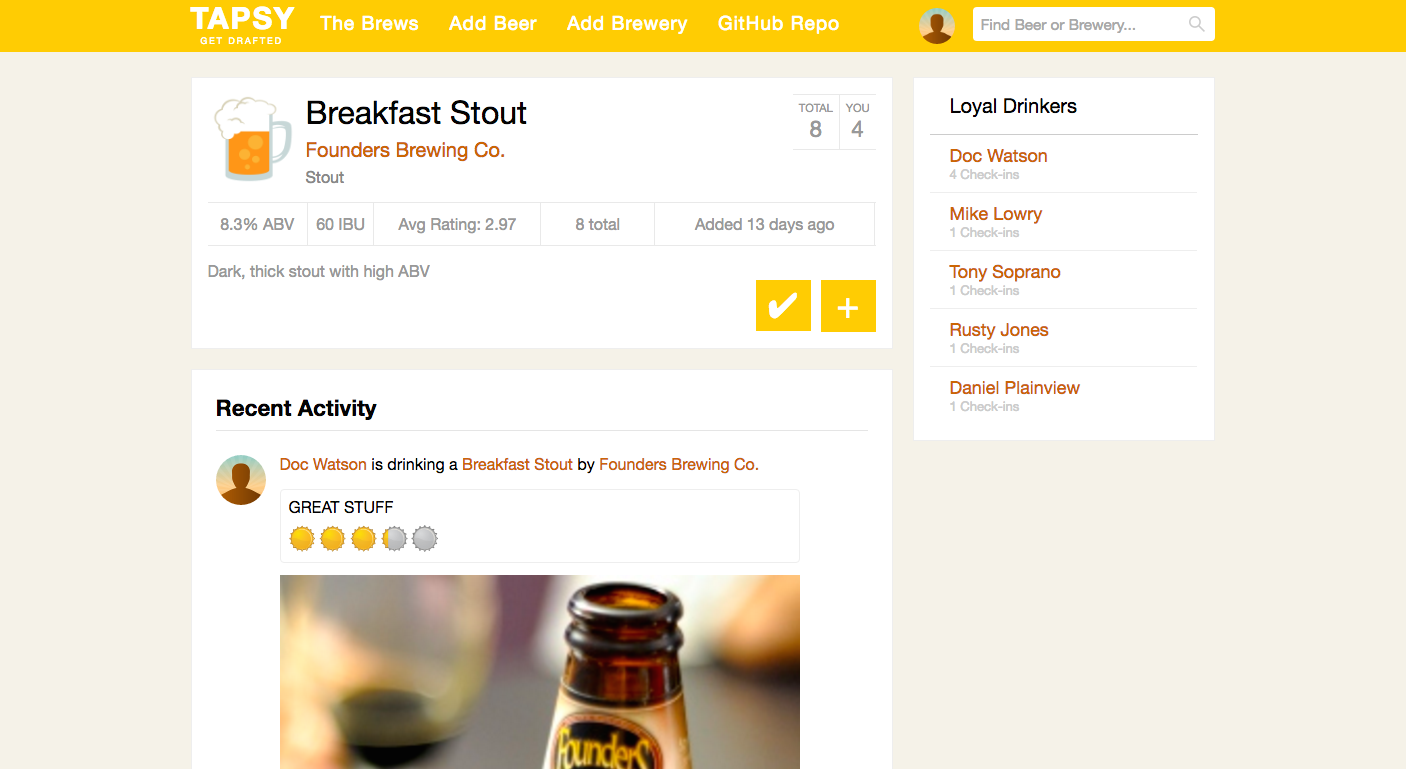 TAPSY
GET DRAFTED
The Brews
Add Beer
Add Brewery
GitHub Repo
Find Beer or Brewery...
Breakfast Stout
Founders Brewing Co.
Stout
TOTAL
8
YOU
4
8.3% ABV
60 IBU
Avg Rating: 2.97
8 total
Added 13 days ago
Dark, thick stout with high ABV
Recent Activity
Doc Watson is drinking a Breakfast Stout by Founders Brewing Co.
GREAT STUFF
Founders
Loyal Drinkers
Doc Watson
4 Check-ins
Mike Lowry
1 Check-ins
Tony Soprano
1 Check-ins
Rusty Jones
1 Check-ins
Daniel Plainview
1 Check-ins